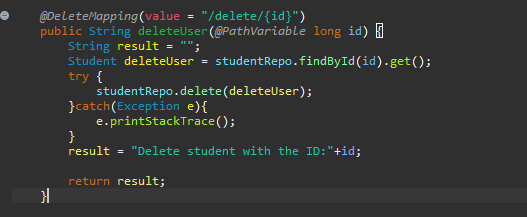 @DeleteMapping(value = "/delete/{id}")
public String deleteUser(@PathVariable long id) {
String result = "";
Student deleteUser = studentRepo.findById(id).get();
try {
studentRepo.delete(deleteUser);
}catch(Exception e){
e.printStackTrace();
}
result = "Delete student with the ID:"+id;
return result;
}